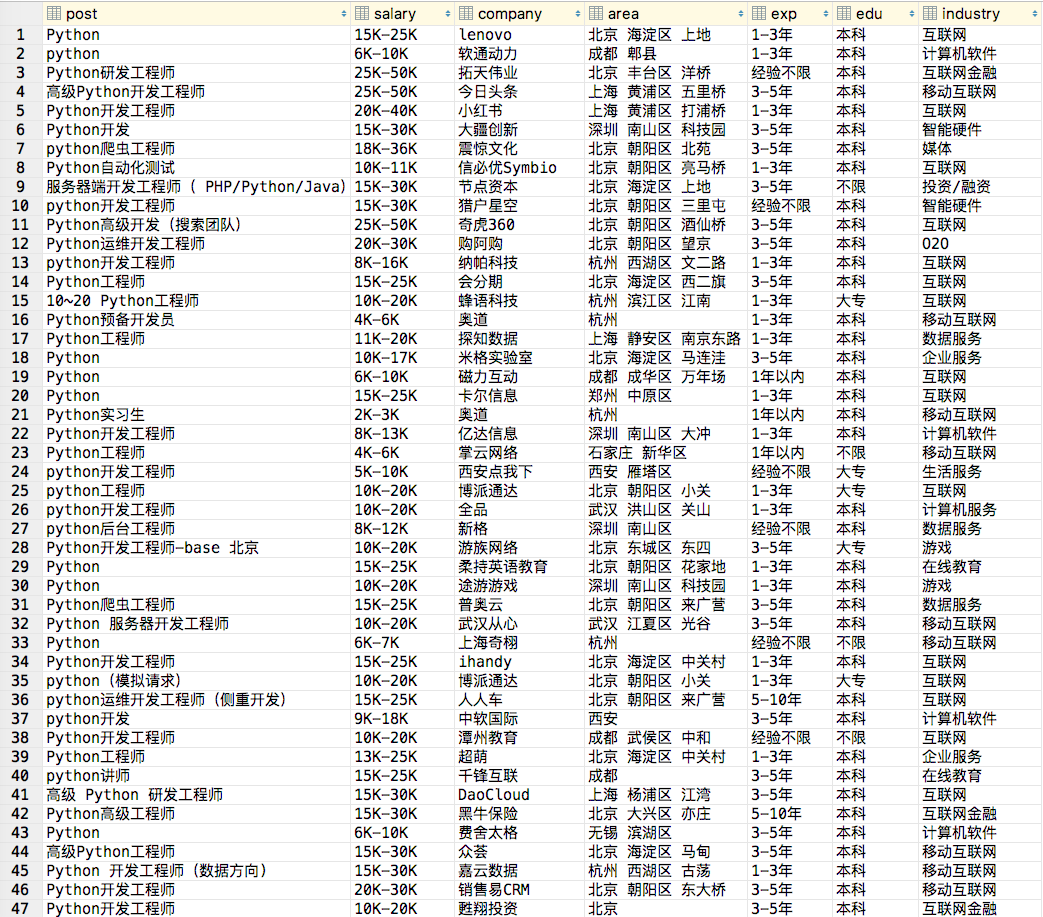 post salary company area exp edu industry
1 Python 15K-25K lenovo 北京 海淀区 上地 1-3年 本科 互联网
2 python 6K-10K 软通动力 成都 郫县 1-3年 本科 计算机软件
3 Python研发工程师 25K-50K 拓天伟业 北京 丰台区 洋桥 经验不限 本科 互联网金融
4 高级Python开发工程师 25K-50K 今日头条 上海 黄浦区 五里桥 3-5年 本科 移动互联网
5 Python开发工程师 20K-40K 小红书 上海 黄浦区 打浦桥 1-3年 本科 互联网
6 Python开发 15K-30K 大疆创新 深圳 南山区 科技园 3-5年 本科 智能硬件
7 python爬虫工程师 18K-36K 震惊文化 北京 朝阳区 北苑 3-5年 本科 媒体
8 Python自动化测试 10K-11K 信必优Symbio 北京 朝阳区 亮马桥 1-3年 本科 互联网
9 服务器端开发工程师（ PHP/Python/Java） 15K-30K 节点资本 北京 海淀区 上地 3-5年 不限 投资/融资
10 python开发工程师 15K-30K 猎户星空 北京 朝阳区 三里屯 经验不限 本科 智能硬件
11 Python高级开发（搜索团队） 25K-50K 奇虎360 北京 朝阳区 酒仙桥 3-5年 本科 互联网
12 Python运维开发工程师 20K-30K 购阿购 北京 朝阳区 望京 3-5年 本科 O2O
13 python开发工程师 8K-16K 纳帕科技 杭州 西湖区 文二路 1-3年 本科 互联网
14 Python工程师 15K-25K 会分期 北京 海淀区 西二旗 3-5年 本科 互联网
15 10~20 Python工程师 10K-20K 蜂语科技 杭州 滨江区 江南 1-3年 大专 互联网
16 Python预备开发员 4K-6K 奥道 杭州 1-3年 本科 移动互联网
17 Python工程师 11K-20K 探知数据 上海 静安区 南京东路 1-3年 本科 数据服务
18 Python 10K-17K 米格实验室 北京 海淀区 马连洼 3-5年 本科 企业服务
19 Python 6K-10K 磁力互动 成都 成华区 万年场 1年以内 本科 互联网
20 Python 15K-25K 卡尔信息 郑州 中原区 1-3年 本科 互联网
21 Python实习生 2K-3K 奥道 杭州 1年以内 本科 移动互联网
22 Python开发工程师 8K-13K 亿达信息 深圳 南山区 大冲 1-3年 本科 计算机软件
23 Python工程师 4K-6K 掌云网络 石家庄 新华区 1年以内 不限 移动互联网
24 python开发工程师 5K-10K 西安点我下 西安 雁塔区 经验不限 大专 生活服务
25 python工程师 10K-20K 博派通达 北京 朝阳区 小关 1-3年 大专 互联网
26 python开发工程师 10K-20K 全品 武汉 洪山区 关山 1-3年 本科 计算机服务
27 python后台工程师 8K-12K 新格 深圳 南山区 经验不限 本科 数据服务
28 Python开发工程师-base 北京 10K-20K 游族网络 北京 东城区 东四 3-5年 大专 游戏
29 Python 15K-25K 柔持英语教育 北京 朝阳区 花家地 1-3年 本科 在线教育
30 Python 10K-20K 途游游戏 深圳 南山区 科技园 1-3年 本科 游戏
31 Python爬虫工程师 15K-25K 普奥云 北京 朝阳区 来广营 3-5年 本科 数据服务
32 Python 服务器开发工程师 10K-20K 武汉从心 武汉 江夏区 光谷 3-5年 本科 移动互联网
33 Python 6K-7K 上海奇栩 杭州 经验不限 不限 移动互联网
34 Python开发工程师 15K-25K ihandy 北京 海淀区 中关村 1-3年 本科 互联网
35 python（模拟请求） 10K-20K 博派通达 北京 朝阳区 小关 1-3年 大专 互联网
36 python运维开发工程师（侧重开发） 15K-25K 人人车 北京 朝阳区 来广营 5-10年 本科 互联网
37 python开发 9K-18K 中软国际 西安 3-5年 本科 计算机软件
38 Python开发工程师 10K-20K 潭州教育 成都 武侯区 中和 经验不限 不限 互联网
39 Python工程师 13K-25K 超萌 北京 海淀区 中关村 1-3年 本科 企业服务
40 python讲师 15K-25K 千锋互联 成都 3-5年 本科 在线教育
41 高级 Python 研发工程师 15K-30K DaoCloud 上海 杨浦区 江湾 3-5年 本科 互联网
42 Python高级工程师 15K-30K 黑牛保险 北京 大兴区 亦庄 5-10年 本科 互联网金融
43 Python 6K-10K 费舍太格 无锡 滨湖区 3-5年 本科 计算机软件
44 高级Python工程师 15K-30K 众荟 北京 海淀区 马甸 3-5年 本科 移动互联网
45 Python 开发工程师（数据方向） 15K-30K 嘉云数据 杭州 西湖区 古荡 3-5年 本科 移动互联网
46 Python开发工程师 20K-30K 销售易CRM 北京 朝阳区 东大桥 3-5年 本科 移动互联网
47 Python开发工程师 10K-20K 甦翔投资 北京 3-5年 本科 互联网金融